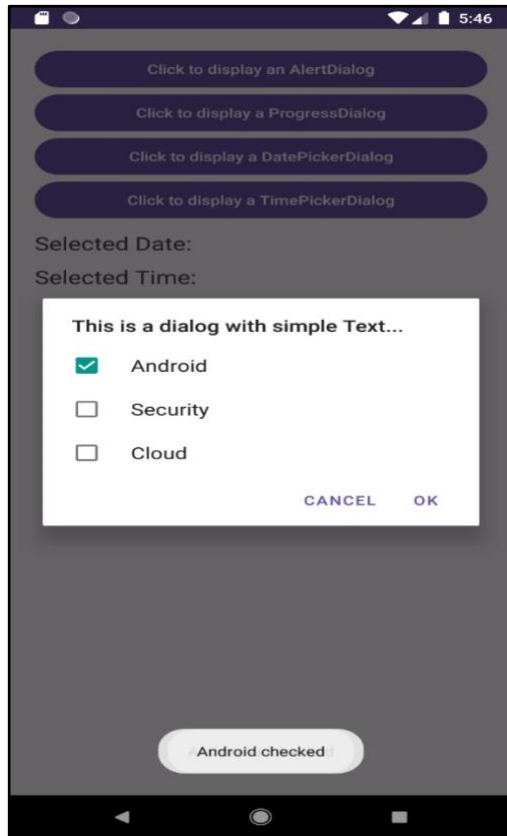 5:46
Click to display an AlertDialog
Click to display a ProgressDialog
Click to display a DatePickerDialog
Click to display a TimePickerDialog
Selected Date:
Selected Time:
This is a dialog with simple Text...
Android
Security
Cloud
CANCEL OK
Android checked